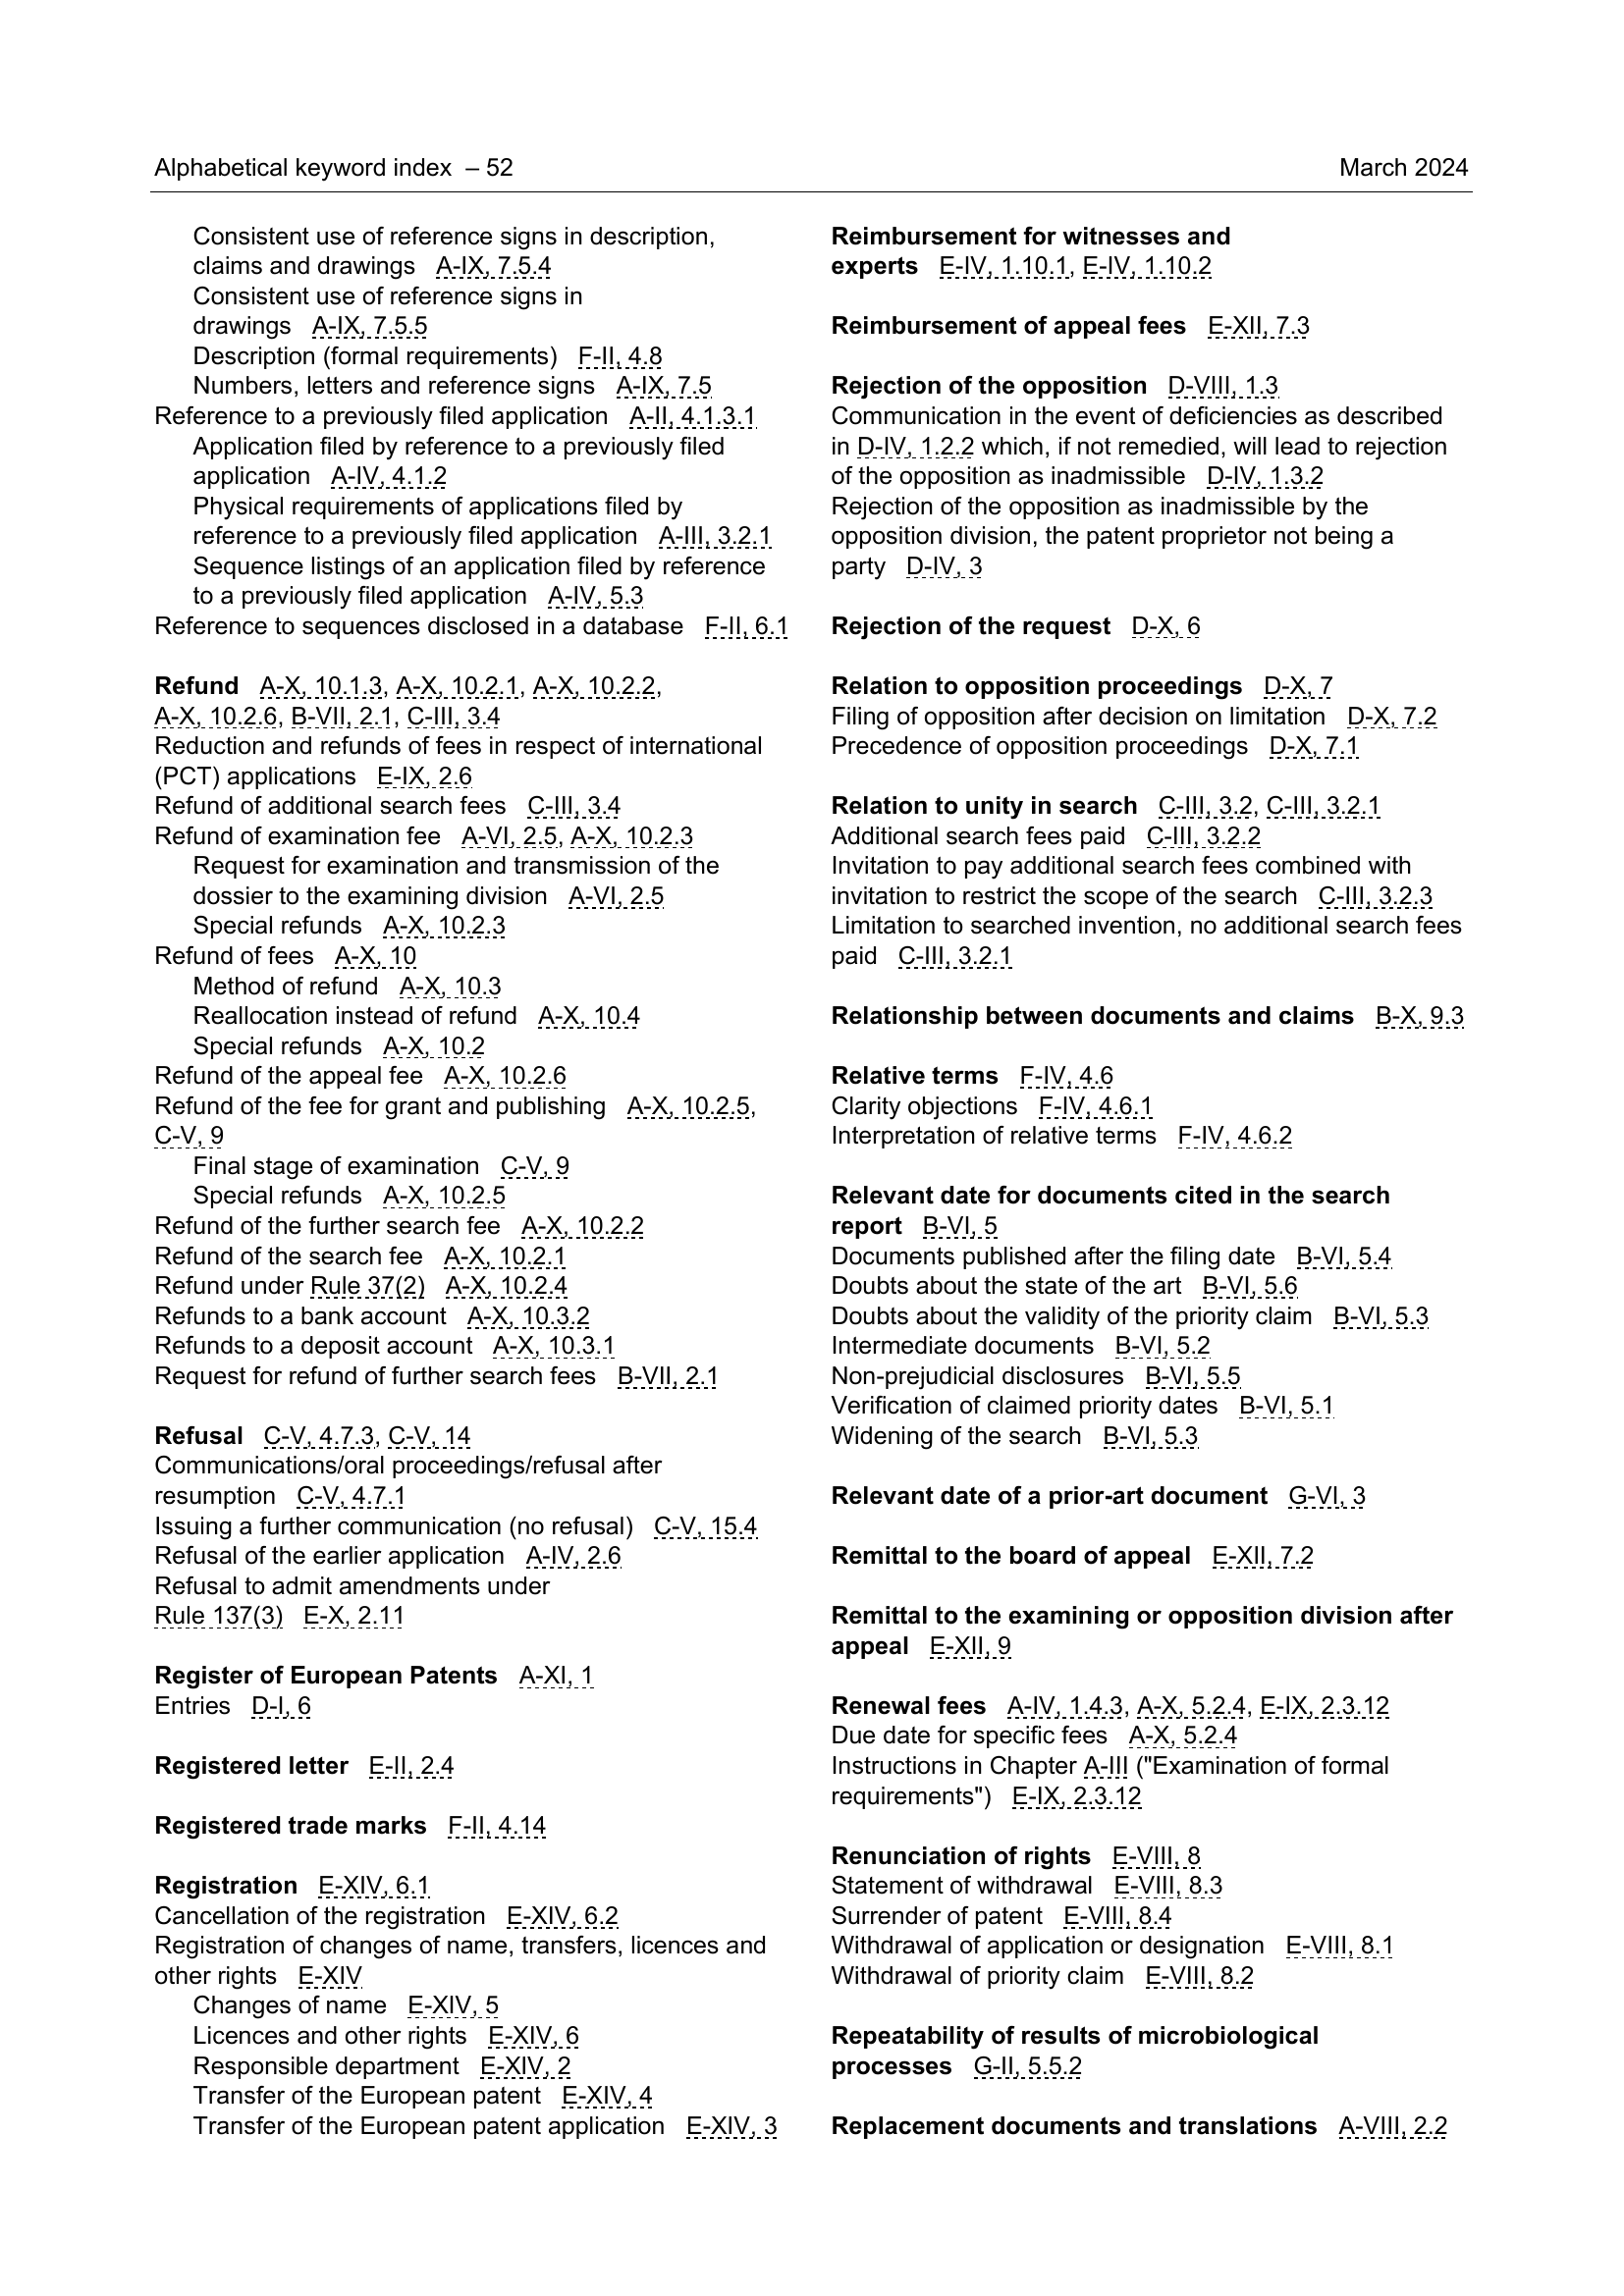 Alphabetical keyword index – 52
March 2024
Consistent use of reference signs in description,
claims and drawings A-IX, 7.5.4
Consistent use of reference signs in
drawings A-IX, 7.5.5
Description (formal requirements) F-II, 4.8
Numbers, letters and reference signs A-IX, 7.5
Reference to a previously filed application A-II, 4.1.3.1
Application filed by reference to a previously filed
application A-IV, 4.1.2
Physical requirements of applications filed by
reference to a previously filed application A-III, 3.2.1
Sequence listings of an application filed by reference
to a previously filed application A-IV, 5.3
Reference to sequences disclosed in a database F-II, 6.1
Refund A-X, 10.1.3, A-X, 10.2.1, A-X, 10.2.2,
A-X, 10.2.6, B-VII, 2.1, C-III, 3.4
Reduction and refunds of fees in respect of international
(PCT) applications E-IX, 2.6
Refund of additional search fees C-III, 3.4
Refund of examination fee A-VI, 2.5, A-X, 10.2.3
Request for examination and transmission of the
dossier to the examining division A-VI, 2.5
Special refunds A-X, 10.2.3
Refund of fees A-X, 10
Method of refund A-X, 10.3
Reallocation instead of refund A-X, 10.4
Special refunds A-X, 10.2
Refund of the appeal fee A-X, 10.2.6
Refund of the fee for grant and publishing A-X, 10.2.5,
C-V, 9
Final stage of examination C-V, 9
Special refunds A-X, 10.2.5
Refund of the further search fee A-X, 10.2.2
Refund of the search fee A-X, 10.2.1
Refund under Rule 37(2) A-X, 10.2.4
Refunds to a bank account A-X, 10.3.2
Refunds to a deposit account A-X, 10.3.1
Request for refund of further search fees B-VII, 2.1
Refusal C-V, 4.7.3, C-V, 14
Communications/oral proceedings/refusal after
resumption C-V, 4.7.1
Issuing a further communication (no refusal) C-V, 15.4
Refusal of the earlier application A-IV, 2.6
Refusal to admit amendments under
Rule 137(3) E-X, 2.11
Register of European Patents A-XI, 1
Entries D-I, 6
Registered letter E-II, 2.4
Registered trade marks F-II, 4.14
Registration E-XIV, 6.1
Cancellation of the registration E-XIV, 6.2
Registration of changes of name, transfers, licences and
other rights E-XIV
Changes of name E-XIV, 5
Licences and other rights E-XIV, 6
Responsible department E-XIV, 2
Transfer of the European patent E-XIV, 4
Transfer of the European patent application E-XIV, 3
Reimbursement for witnesses and
experts E-IV, 1.10.1, E-IV, 1.10.2
Reimbursement of appeal fees E-XII, 7.3
Rejection of the opposition D-VIII, 1.3
Communication in the event of deficiencies as described
in D-IV, 1.2.2 which, if not remedied, will lead to rejection
of the opposition as inadmissible D-IV, 1.3.2
Rejection of the opposition as inadmissible by the
opposition division, the patent proprietor not being a
party D-IV, 3
Rejection of the request D-X, 6
Relation to opposition proceedings D-X, 7
Filing of opposition after decision on limitation D-X, 7.2
Precedence of opposition proceedings D-X, 7.1
Relation to unity in search C-III, 3.2, C-III, 3.2.1
Additional search fees paid C-III, 3.2.2
Invitation to pay additional search fees combined with
invitation to restrict the scope of the search C-III, 3.2.3
Limitation to searched invention, no additional search fees
paid C-III, 3.2.1
Relationship between documents and claims B-X, 9.3
Relative terms F-IV, 4.6
Clarity objections F-IV, 4.6.1
Interpretation of relative terms F-IV, 4.6.2
Relevant date for documents cited in the search
report B-VI, 5
Documents published after the filing date B-VI, 5.4
Doubts about the state of the art B-VI, 5.6
Doubts about the validity of the priority claim B-VI, 5.3
Intermediate documents B-VI, 5.2
Non-prejudicial disclosures B-VI, 5.5
Verification of claimed priority dates B-VI, 5.1
Widening of the search B-VI, 5.3
Relevant date of a prior-art document G-VI, 3
Remittal to the board of appeal E-XII, 7.2
Remittal to the examining or opposition division after
appeal E-XII, 9
Renewal fees A-IV, 1.4.3, A-X, 5.2.4, E-IX, 2.3.12
Due date for specific fees A-X, 5.2.4
Instructions in Chapter A-III ("Examination of formal
requirements") E-IX, 2.3.12
Renunciation of rights E-VIII, 8
Statement of withdrawal E-VIII, 8.3
Surrender of patent E-VIII, 8.4
Withdrawal of application or designation E-VIII, 8.1
Withdrawal of priority claim E-VIII, 8.2
Repeatability of results of microbiological
processes G-II, 5.5.2
Replacement documents and translations A-VIII, 2.2